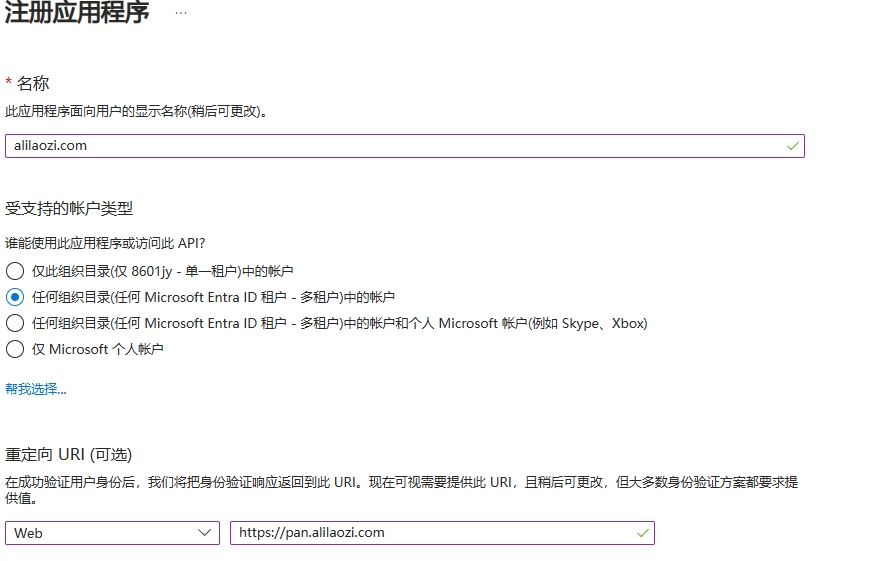 注册应用程序 ...
* 名称
此应用程序面向用户的显示名称(稍后可更改)。
alilaozi.com
受支持的帐户类型
谁能使用此应用程序或访问此 API?
仅此组织目录(仅 8601jy - 单一租户)中的帐户
任何组织目录(任何 Microsoft Entra ID 租户 - 多租户)中的帐户
任何组织目录(任何 Microsoft Entra ID 租户 - 多租户)中的帐户和个人 Microsoft 帐户(例如 Skype、Xbox)
仅 Microsoft 个人帐户
帮我选择...
重定向 URI (可选)
在成功验证用户身份后，我们将把身份验证响应返回到此 URI。现在可视需要提供此 URI，且稍后可更改，但大多数身份验证方案都要求提
供值。
Web https://pan.alilaozi.com